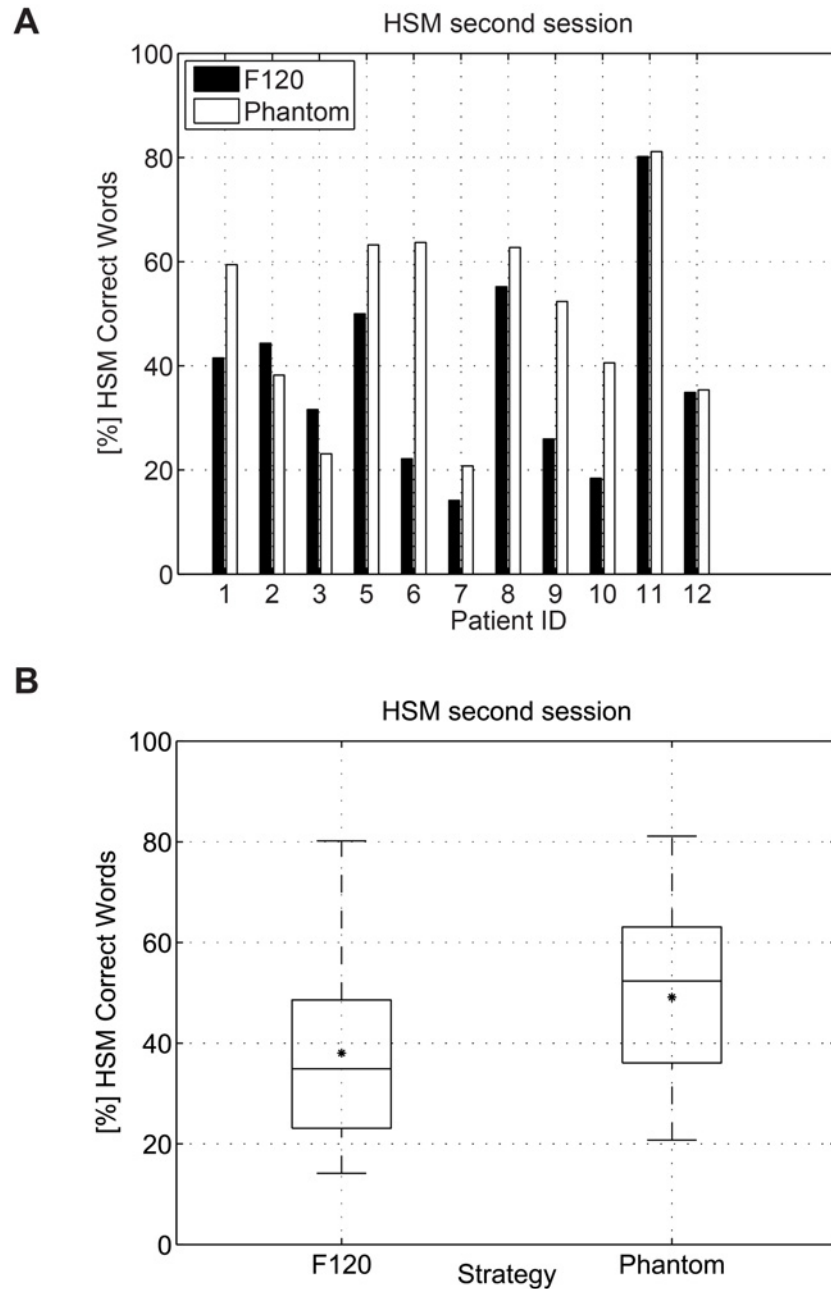 A
HSM second session
F120
Phantom
[%] HSM Correct Words
100
80
60
40
20
0
1 2 3 5 6 7 8 9 10 11 12
Patient ID
B
HSM second session
[%] HSM Correct Words
100
80
60
40
20
0
F120 Phantom
Strategy